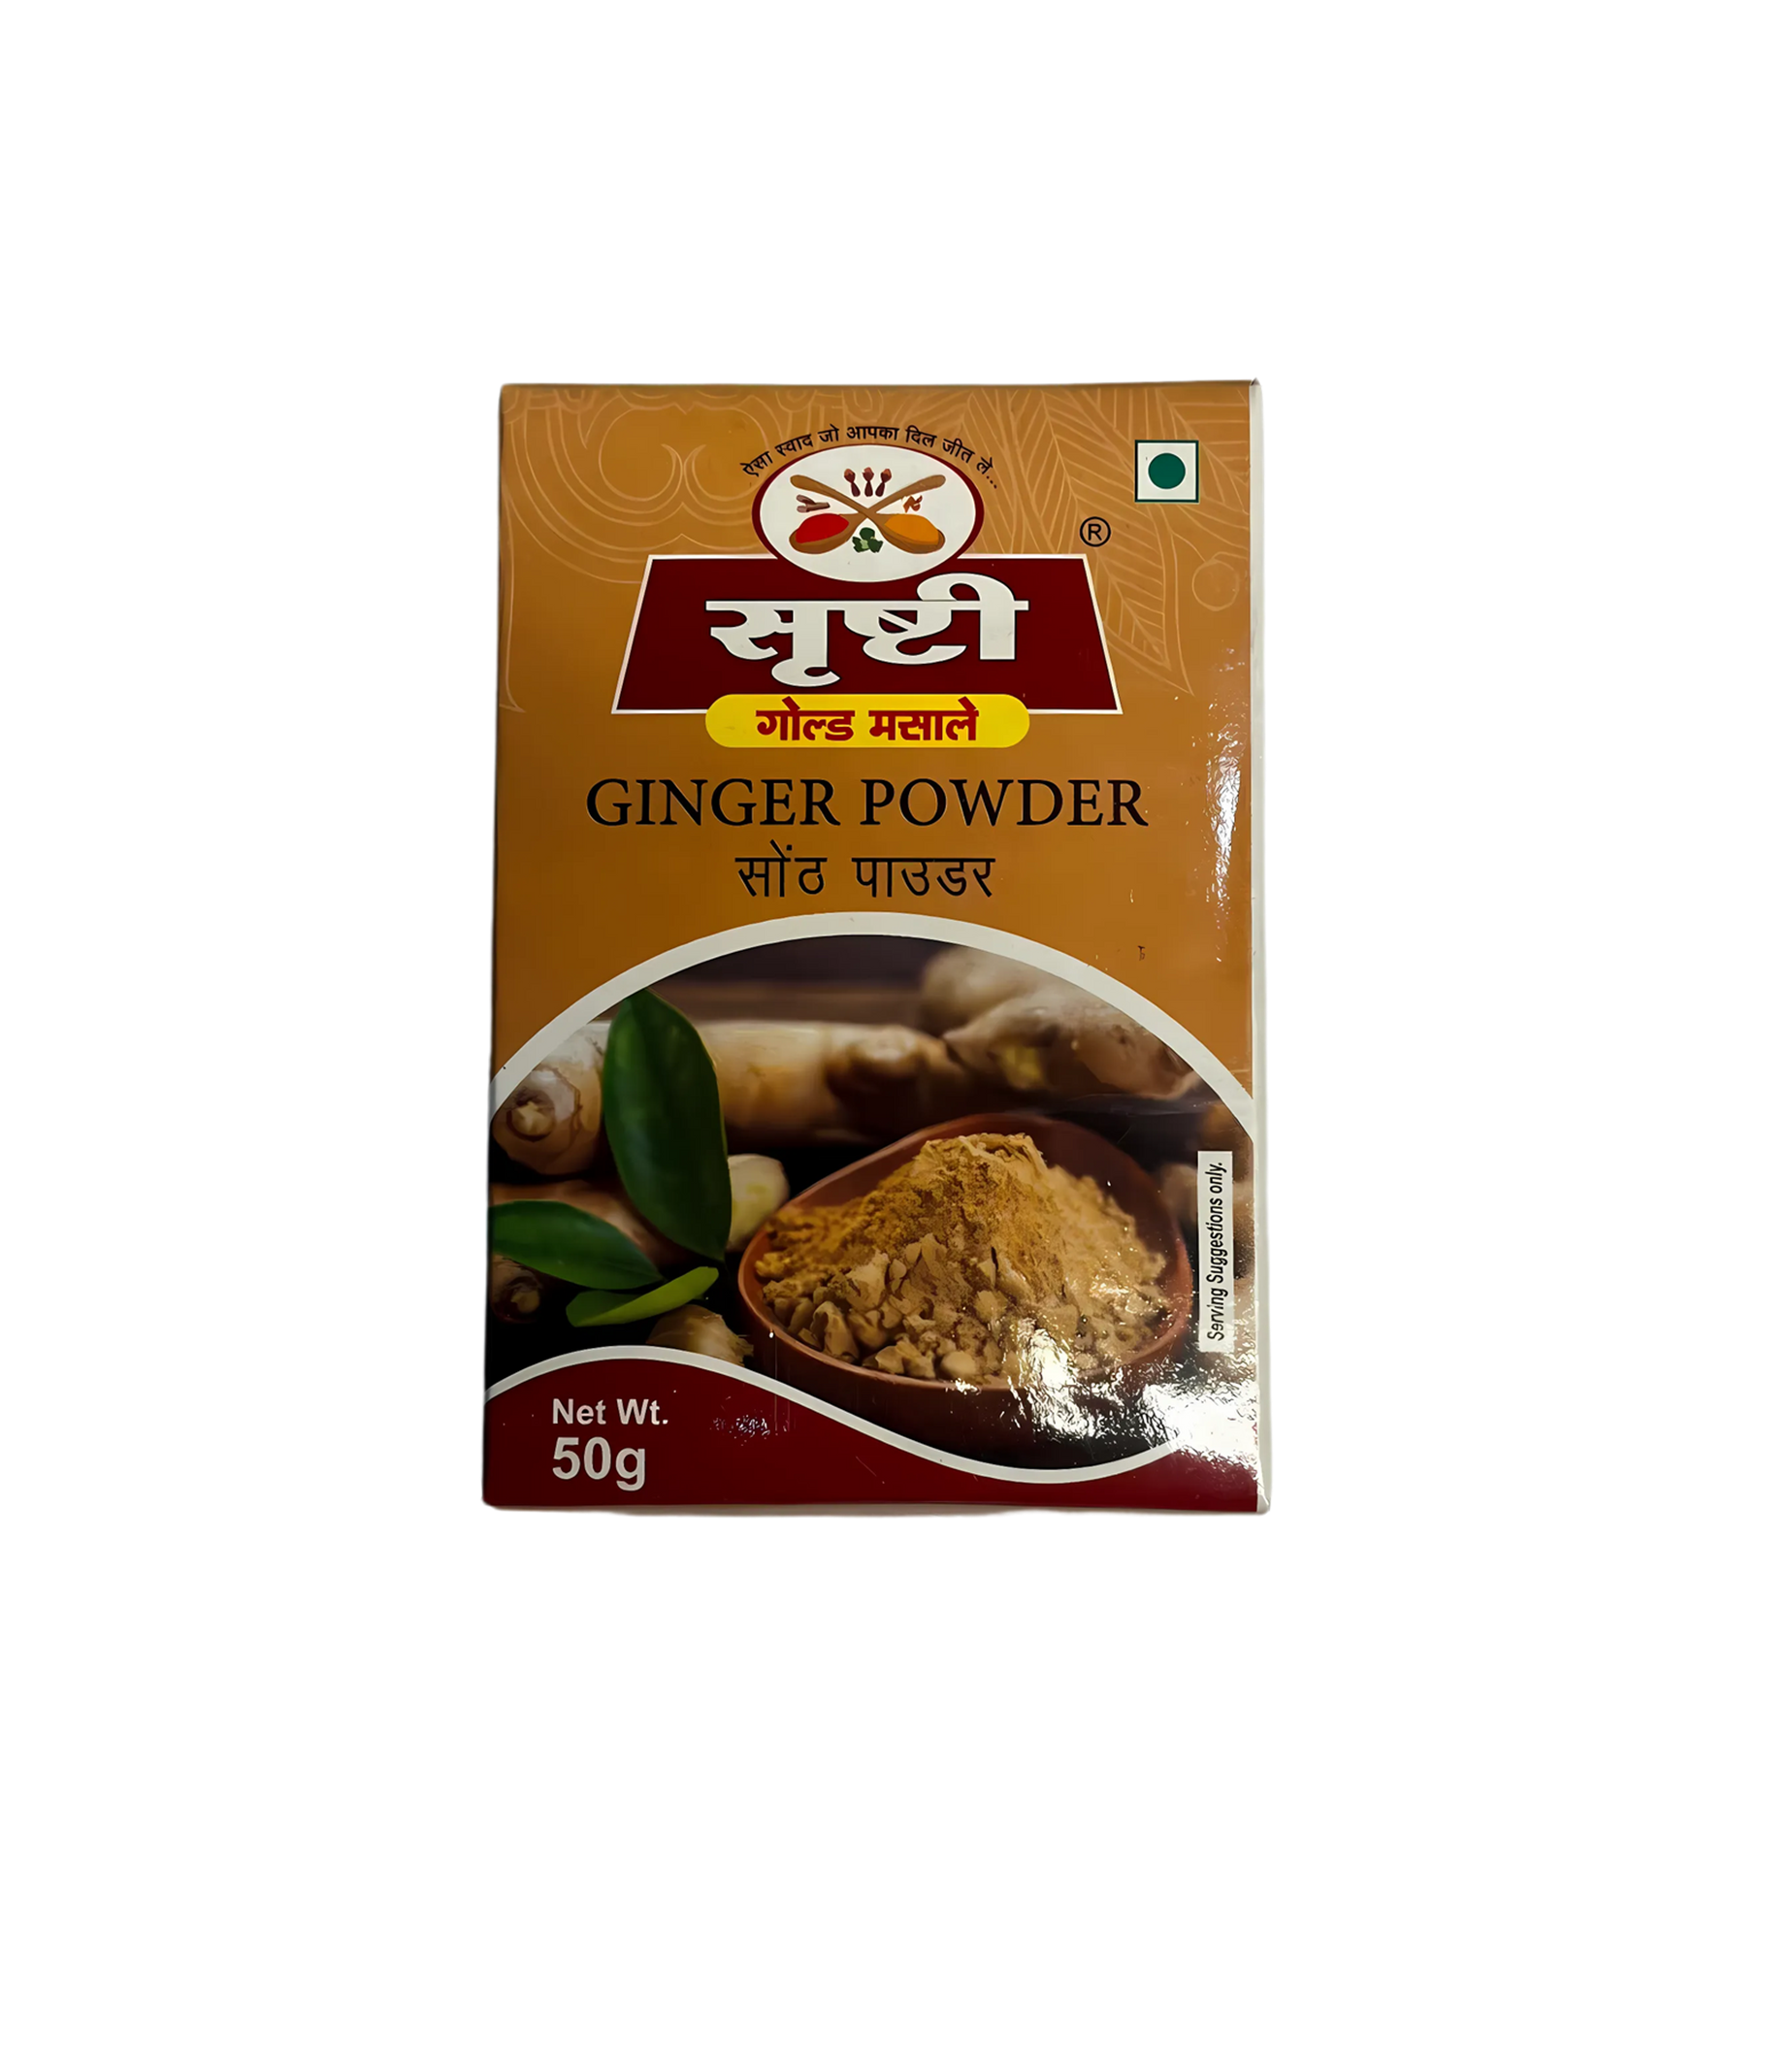 ऐसा स्वाद जो आपका दिल जीत ले...
®
सृष्टी
गोल्ड मसाले
GINGER POWDER
सोंठ पाउडर
Serving Suggestions only.
Net Wt.
50g